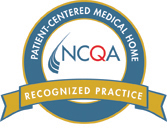 PATIENT-CENTERED MEDICAL HOME
NCQA
RECOGNIZED PRACTICE